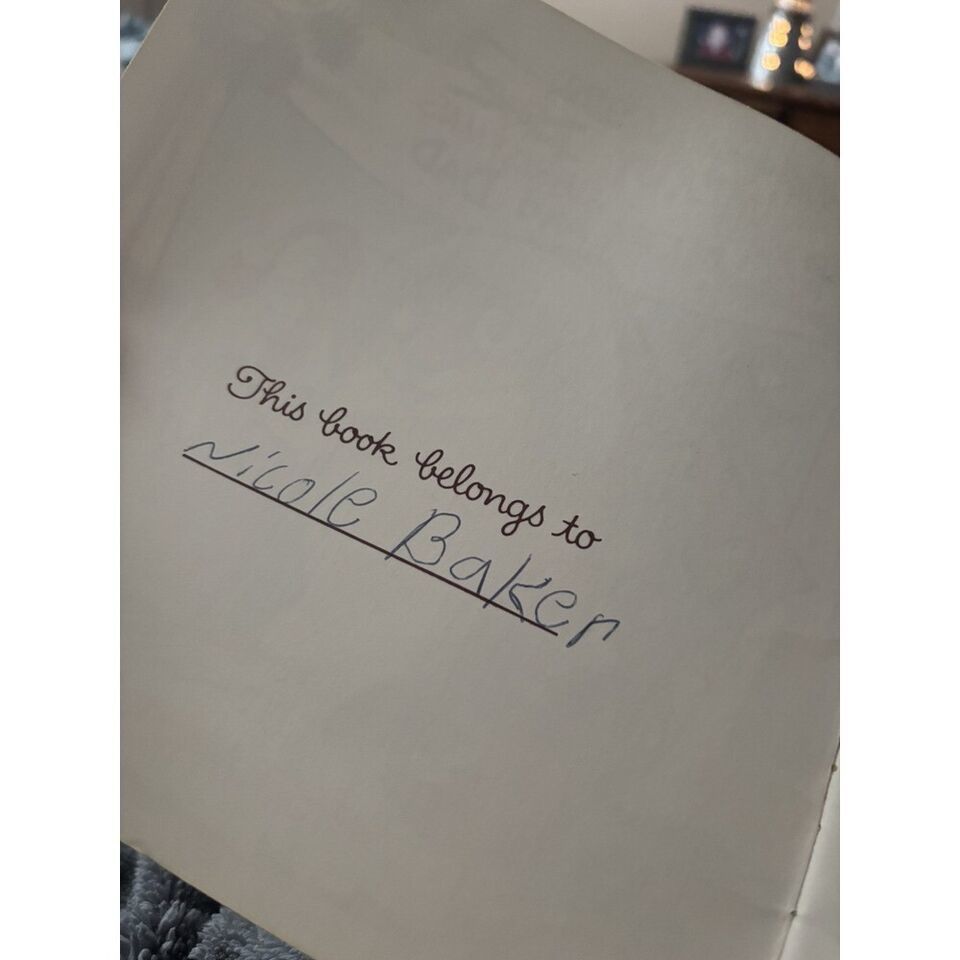 This book belongs to
Nicole Baker